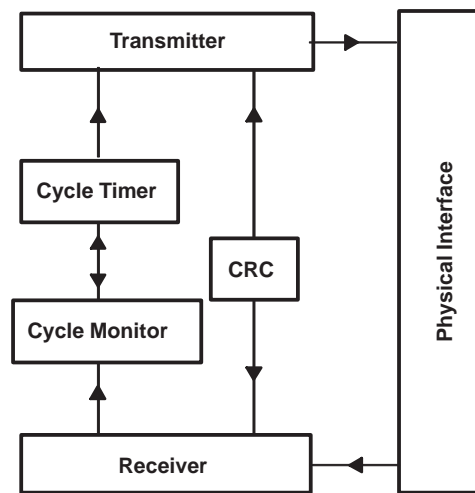 Transmitter
Cycle Timer
CRC
Cycle Monitor
Receiver
Physical Interface